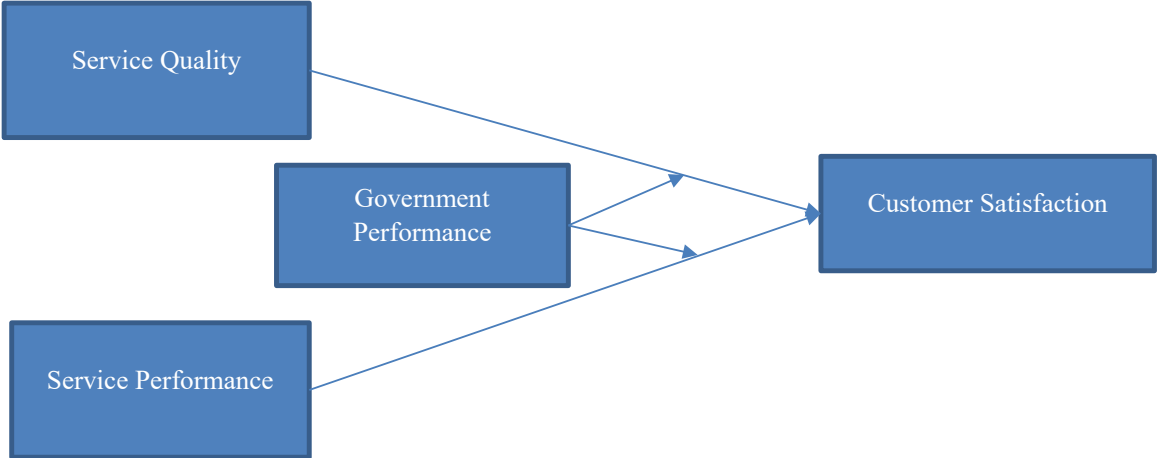 Service Quality
Government
Performance
Customer Satisfaction
Service Performance